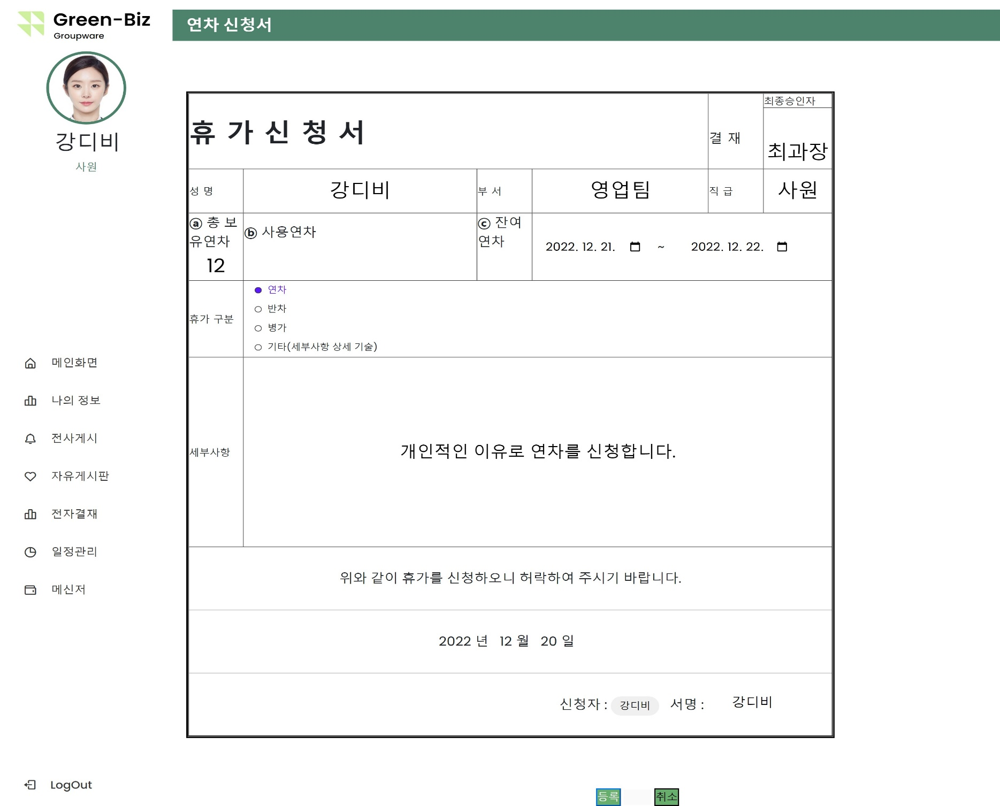 Green-Biz
Groupware
강디비
사원
메인화면
나의 정보
전사게시
자유게시판
전자결재
일정관리
메신저
LogOut
연차 신청서
휴 가 신 청 서
결 재
최종승인자
최과장
성 명
강디비
부 서
영업팀
직 급
사원
ⓐ 총 보
유연차
12
ⓑ 사용연차
ⓒ 잔여
연차
2022. 12. 21. ~ 2022. 12. 22.
휴가 구분
연차
반차
병가
기타(세부사항 상세 기술)
세부사항
개인적인 이유로 연차를 신청합니다.
위와 같이 휴가를 신청하오니 허락하여 주시기 바랍니다.
2022 년 12 월 20 일
신청자 : 강디비 서명 : 강디비
등록 취소